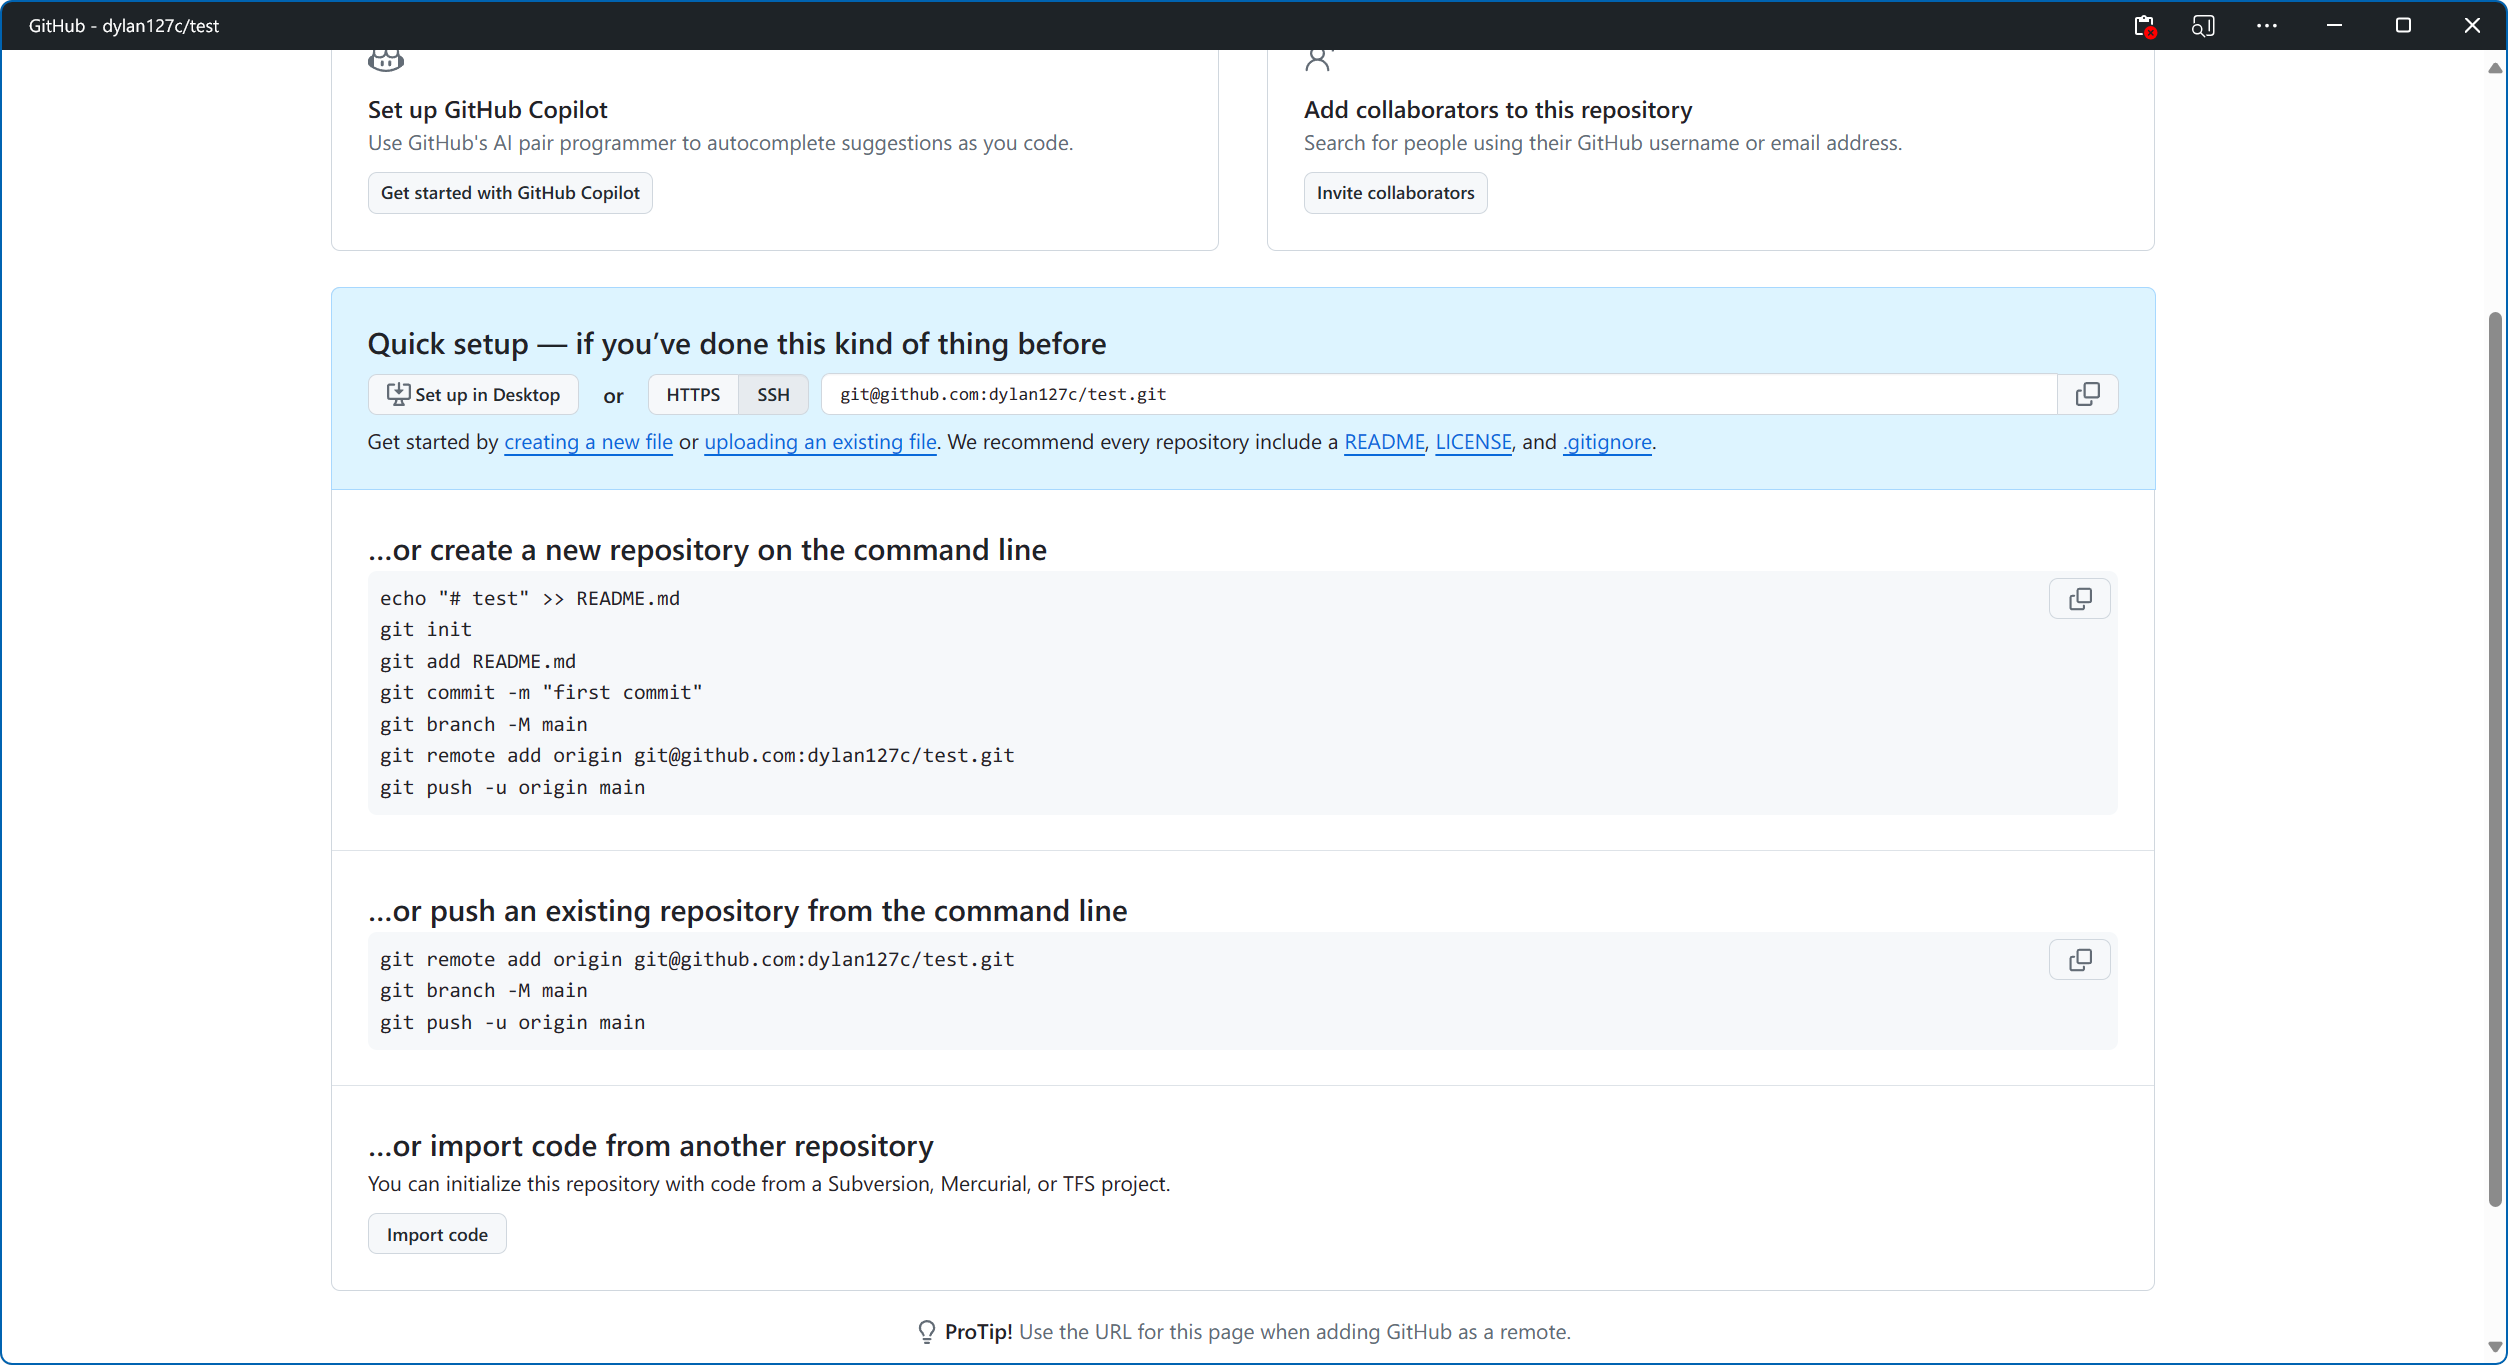 GitHub - dylan127c/test
Set up GitHub Copilot
Use GitHub's AI pair programmer to autocomplete suggestions as you code.
Get started with GitHub Copilot
Add collaborators to this repository
Search for people using their GitHub username or email address.
Invite collaborators
Quick setup — if you’ve done this kind of thing before
Set up in Desktop or HTTPS SSH git@github.com:dylan127c/test.git
Get started by creating a new file or uploading an existing file. We recommend every repository include a README, LICENSE, and .gitignore.
…or create a new repository on the command line
echo "# test" >> README.md
git init
git add README.md
git commit -m "first commit"
git branch -M main
git remote add origin git@github.com:dylan127c/test.git
git push -u origin main
…or push an existing repository from the command line
git remote add origin git@github.com:dylan127c/test.git
git branch -M main
git push -u origin main
…or import code from another repository
You can initialize this repository with code from a Subversion, Mercurial, or TFS project.
Import code
ProTip! Use the URL for this page when adding GitHub as a remote.